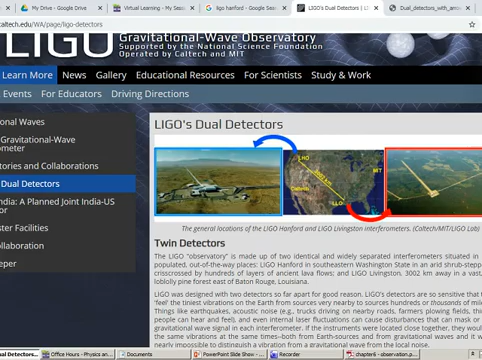 My Drive - Google Drive
Virtual Learning - My Ses
ligo hanford - Google Sea
LIGO's Dual Detectors | LI
Dual_detectors_with_am
caltech.edu/WA/page/ligo-detectors
LIGO
Gravitational-Wave Observatory
Supported by the National Science Foundation
Operated by Caltech and MIT
Learn More News Gallery Educational Resources For Scientists Study & Work
Events For Educators Driving Directions
onal Waves
Gravitational-Wave
ometer
tories and Collaborations
Dual Detectors
ndia: A Planned Joint India-US
or
ster Facilities
ollaboration
eper
LIGO's Dual Detectors
LHO
MIT
3002 km
Caltech
LLO
The general locations of the LIGO Hanford and LIGO Livingston interferometers. (Caltech/MIT/LIGO Lab)
Twin Detectors
The LIGO "observatory" is made up of two identical and widely separated interferometers situated in
populated, out-of-the-way places: LIGO Hanford in southeastern Washington State in an arid shrub-stepp
crisscrossed by hundreds of layers of ancient lava flows; and LIGO Livingston, 3002 km away in a vast,
loblolly pine forest east of Baton Rouge, Louisiana.
LIGO was designed with two detectors so far apart for good reason. LIGO's detectors are so sensitive that t
'feel' the tiniest vibrations on the Earth from sources very nearby to sources hundreds or thousands of mil
Things like earthquakes, acoustic noise (e.g., trucks driving on nearby roads, farmers plowing fields, thi
people can hear and feel), and even internal laser fluctuations can cause disturbances that can mask or
gravitational wave signal in each interferometer. If the instruments were located close together, they woul
the same vibrations at the same times--both from Earth-sources and from gravitational waves and it w
nearly impossible to distinguish a vibration from a gravitational wave from the local noise.
Dual Detectors...
Office Hours - Physics an...
Documents
PowerPoint Slide Show - ...
Recorder
chapter6 - observation.p...